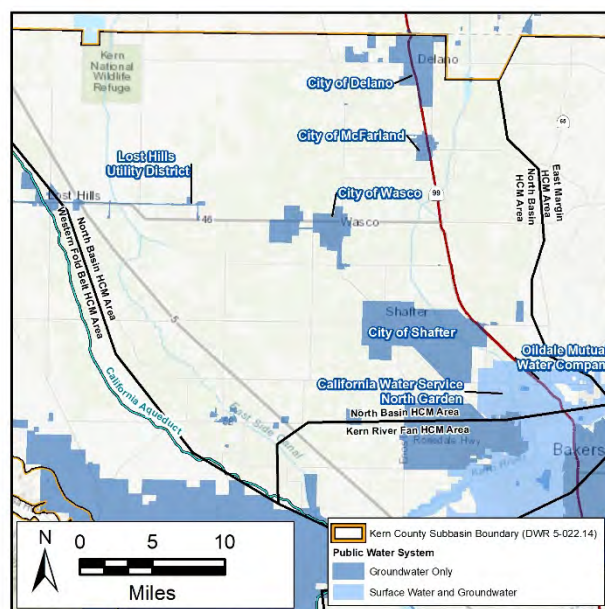 Kern
National
Wildlife
Refuge
Delano
City of Delano
65
City of McFarland
Lost Hills
Utility District
City of Wasco
99
East Margin
HCM Area
North Basin
HCM Area
Lost Hills
46
Wasco
North Basin HCM Area
Western Fold Belt HCM Area
5
Shafter
City of Shafter
Oildale Mutual
Water Company
California Water Service
North Garden
California Aqueduct
East Side Canal
North Basin HCM Area
Kern River Fan HCM Area
Rosedale Hwy
Bakers
N
0 5 10
Miles
Kern County Subbasin Boundary (DWR 5-022.14)
Public Water System
Groundwater Only
Surface Water and Groundwater